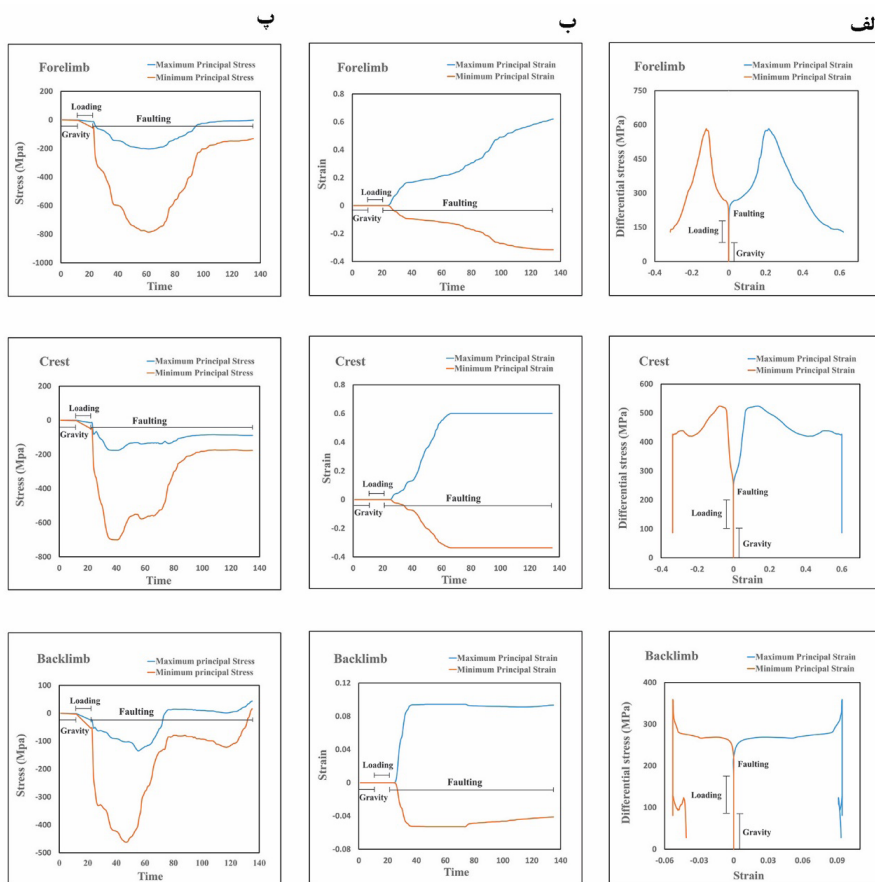 الف
ب
پ
Forelimb
Maximum Principal Stress
Minimum Principal Stress
200
0
-200
-400
-600
-800
-1000
Stress (Mpa)
Loading
Gravity
Faulting
0 20 40 60 80 100 120 140
Time
Forelimb
Maximum Principal Strain
Minimum Principal Strain
0.8
0.6
0.4
0.2
0
-0.2
-0.4
Strain
Loading
Gravity
Faulting
0 20 40 60 80 100 120 140
Time
Forelimb
Maximum Principal Strain
Minimum Principal Strain
750
600
450
300
150
0
Differential stress (MPa)
Faulting
Loading
Gravity
-0.4 -0.2 0 0.2 0.4 0.6
Strain
Crest
Maximum Principal Stress
Minimum Principal Stress
200
0
-200
-400
-600
-800
Stress (Mpa)
Loading
Gravity
Faulting
0 20 40 60 80 100 120 140
Time
Crest
Maximum Principal Strain
Minimum Principal Strain
0.8
0.6
0.4
0.2
0
-0.2
-0.4
Strain
Loading
Gravity
Faulting
0 20 40 60 80 100 120 140
Time
Crest
Maximum Principal Strain
Minimum Principal Strain
600
500
400
300
200
100
0
Differential stress (MPa)
Faulting
Loading
Gravity
-0.4 -0.2 0 0.2 0.4 0.6
Strain
Backlimb
Maximum principal Stress
Minimum principal Stress
100
0
-100
-200
-300
-400
-500
Stress (Mpa)
Loading
Gravity
Faulting
0 20 40 60 80 100 120 140
Time
Backlimb
Maximum Principal Strain
Minimum Principal Strain
0.12
0.08
0.04
0
-0.04
-0.08
Strain
Loading
Gravity
Faulting
0 20 40 60 80 100 120 140
Time
Backlimb
Maximum Principal Strain
Minimum Principal Strain
400
300
200
100
0
Differential stress (MPa)
Faulting
Loading
Gravity
-0.06 -0.03 0 0.03 0.06 0.09
Strain